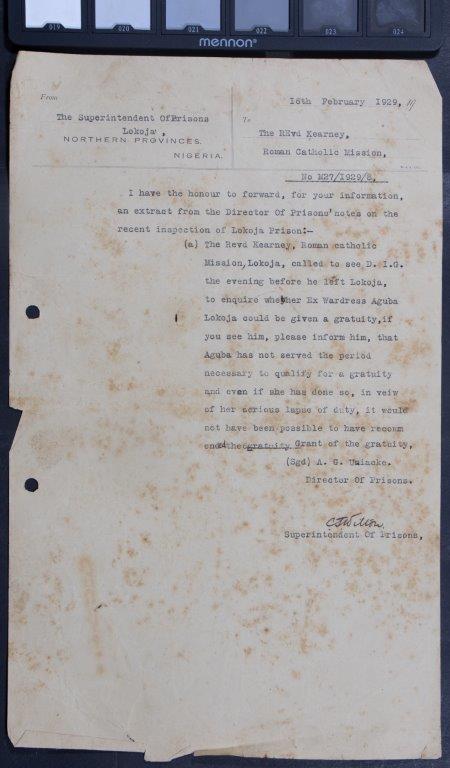 019 020 021 022 023 024
mennon
From
16th February 1929, 19
The Superintendent OfPrisons
To
Lokoja,
The REvd Kearney,
NORTHERN PROVINCES.
Roman Catholic Mission,
NIGERIA.
No M27/1929/8.
I have the honour to forward, for your information,
an extract from the Director Of Prisons'notes on the
recent inspection of Lokoja Prison:-
(a) The Revd Kearney, Roman catholic
Mission,Lokoja, called to see D. I.G.
the evening before he left Lokoja,
to enquire whether Ex Wardress Aguba
Lokoja could be given a gratuity,if
you see him, please inform him, that
Aguba has not served the period
necessary to qualify for a gratuity
and even if she has done so, in veiw
of her serious lapse of duty, it would
not have been possible to have recomm
end the gratuity Grant of the gratuity,
(Sgd) A. G. Uniacke.
Director Of Prisons.
Superintendent Of Prisons,